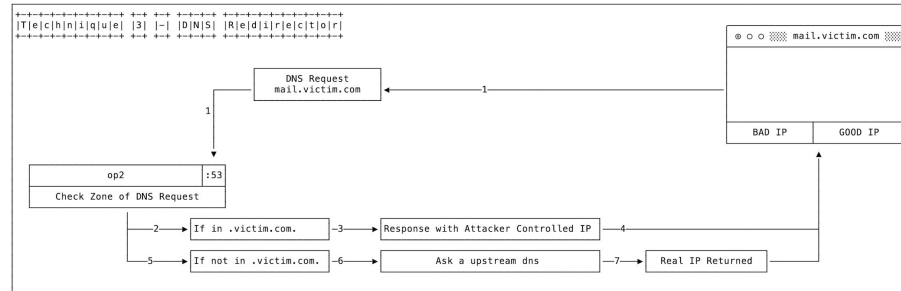 Technique 3 - DNS Redirector
mail.victim.com
DNS Request
mail.victim.com
1
1
BAD IP
GOOD IP
op2
:53
Check Zone of DNS Request
2
If in .victim.com.
3
Response with Attacker Controlled IP
4
5
If not in .victim.com.
6
Ask a upstream dns
7
Real IP Returned